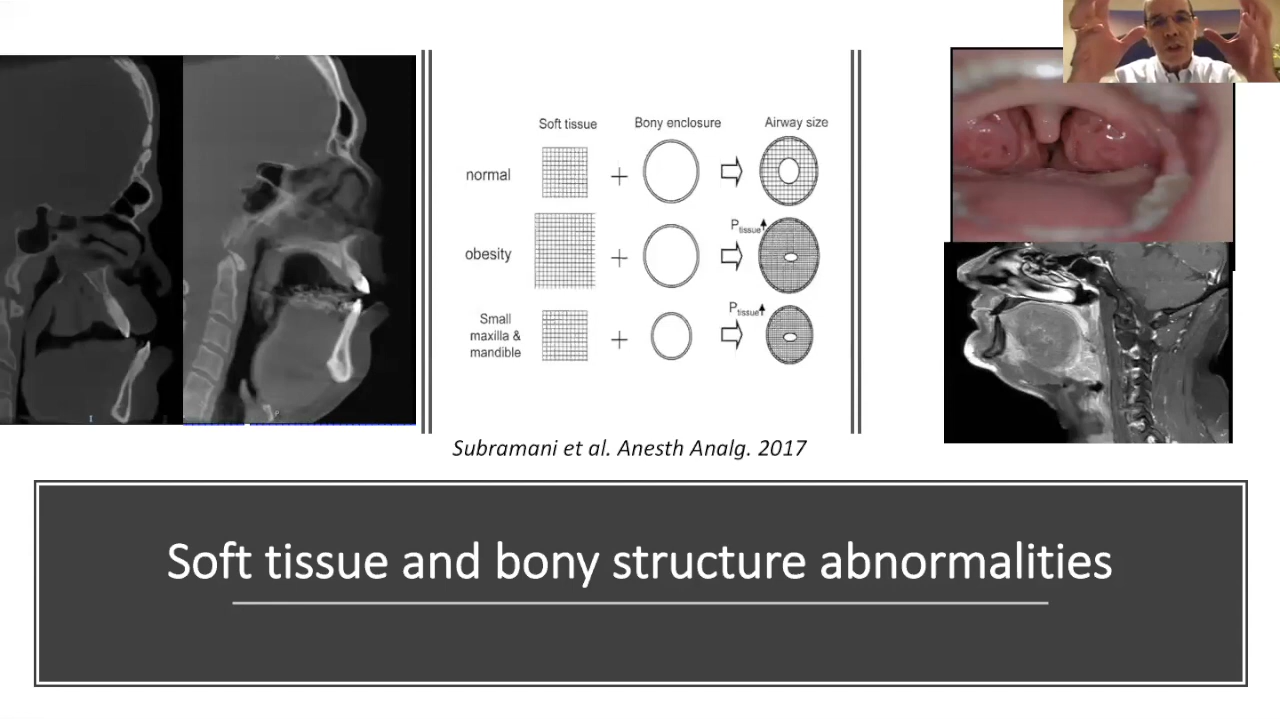 Soft tissue Bony enclosure Airway size
normal
obesity
P tissue
Small
maxilla &
mandible
P tissue
Subramani et al. Anesth Analg. 2017
Soft tissue and bony structure abnormalities